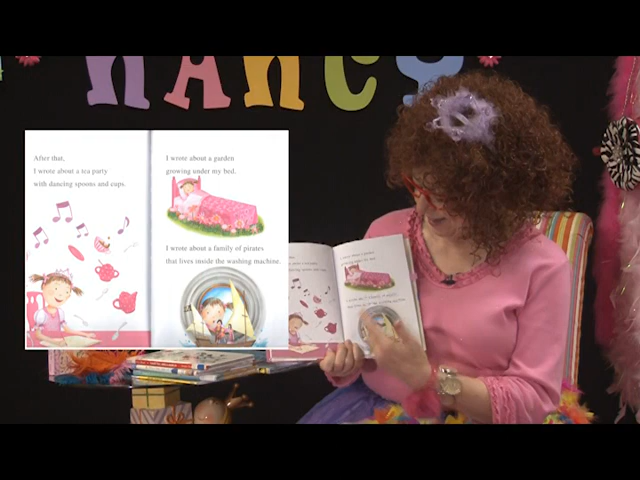 NANCY
After that,
I wrote about a tea party
with dancing spoons and cups.
I wrote about a garden
growing under my bed.
I wrote about a family of pirates
that lives inside the washing machine.